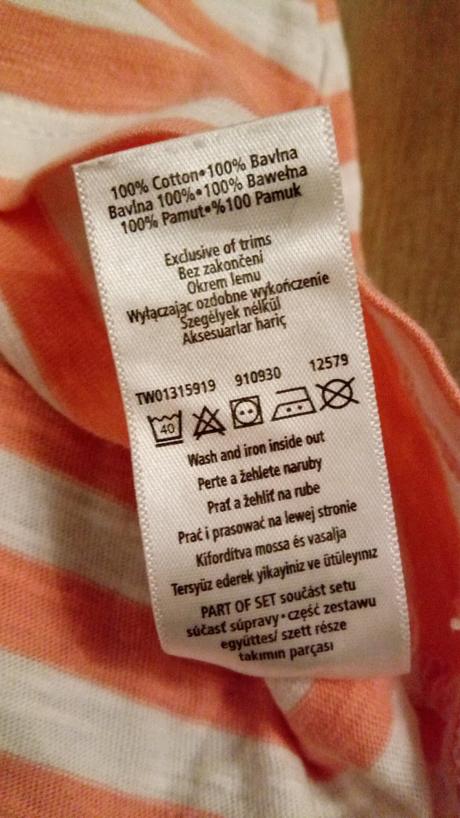 100% Cotton•100% Bavlna
Bavlna 100%•100% Bawełna
100% Pamut•%100 Pamuk
Exclusive of trims
Bez zakončení
Okrem lemu
Wyłączając ozdobne wykończenie
Szegélyek nélkül
Aksesuarlar hariç
TW01315919 910930 12579
40
Wash and iron inside out
Perte a žehlete naruby
Prať a žehliť na rube
Prać i prasować na lewej stronie
Kifordítva mossa és vasalja
Tersyüz ederek yikayiniz ve ütüleyınız
PART OF SET součást setu
súčasť súpravy•część zestawu
együttes/ szett része
takımın parçası